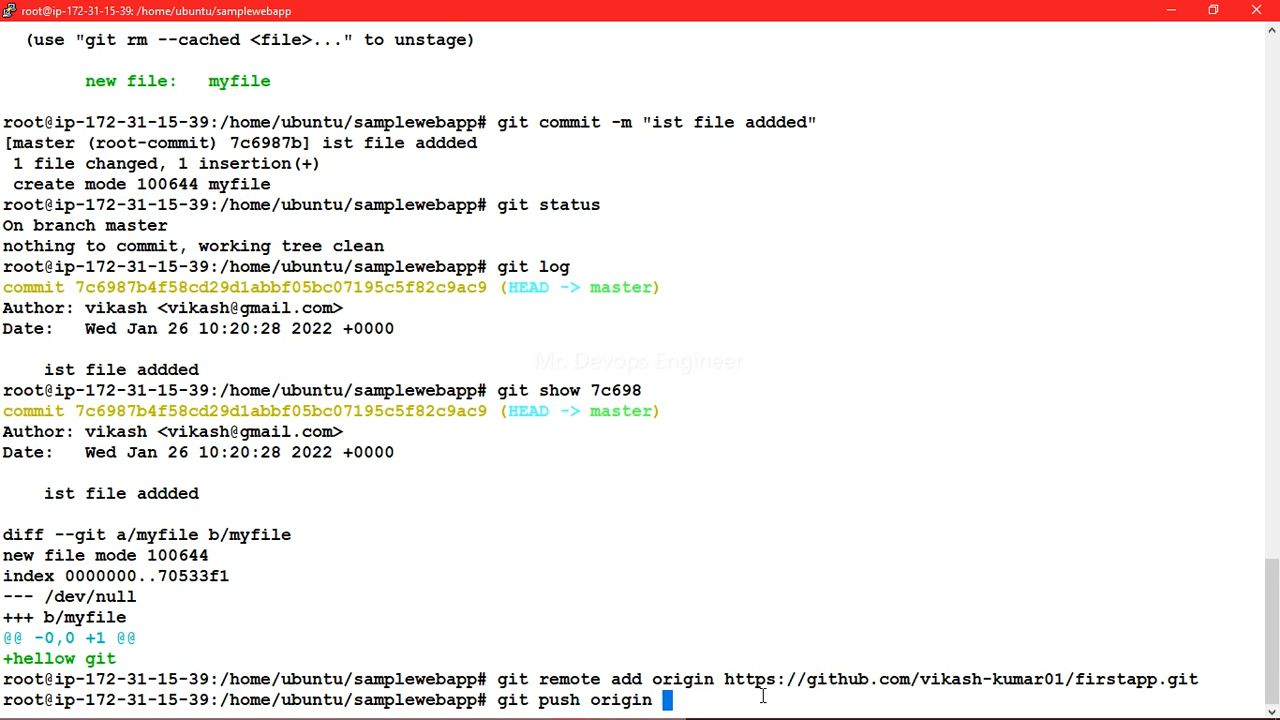 root@ip-172-31-15-39: /home/ubuntu/samplewebapp
(use "git rm --cached <file>..." to unstage)
new file:   myfile
root@ip-172-31-15-39:/home/ubuntu/samplewebapp# git commit -m "ist file addded"
[master (root-commit) 7c6987b] ist file addded
 1 file changed, 1 insertion(+)
 create mode 100644 myfile
root@ip-172-31-15-39:/home/ubuntu/samplewebapp# git status
On branch master
nothing to commit, working tree clean
root@ip-172-31-15-39:/home/ubuntu/samplewebapp# git log
commit 7c6987b4f58cd29d1abbf05bc07195c5f82c9ac9 (HEAD -> master)
Author: vikash <vikash@gmail.com>
Date:   Wed Jan 26 10:20:28 2022 +0000
Mr. Devops Engineer
    ist file addded
root@ip-172-31-15-39:/home/ubuntu/samplewebapp# git show 7c698
commit 7c6987b4f58cd29d1abbf05bc07195c5f82c9ac9 (HEAD -> master)
Author: vikash <vikash@gmail.com>
Date:   Wed Jan 26 10:20:28 2022 +0000
    ist file addded
diff --git a/myfile b/myfile
new file mode 100644
index 0000000..70533f1
--- /dev/null
+++ b/myfile
@@ -0,0 +1 @@
+hellow git
root@ip-172-31-15-39:/home/ubuntu/samplewebapp# git remote add origin https://github.com/vikash-kumar01/firstapp.git
root@ip-172-31-15-39:/home/ubuntu/samplewebapp# git push origin